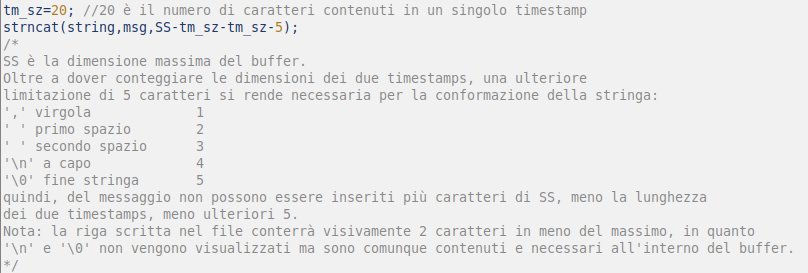 tm_sz=20; //20 è il numero di caratteri contenuti in un singolo timestamp
strncat(string,msg,SS-tm_sz-tm_sz-5);
/*
SS è la dimensione massima del buffer.
Oltre a dover conteggiare le dimensioni dei due timestamps, una ulteriore
limitazione di 5 caratteri si rende necessaria per la conformazione della stringa:
',' virgola 1
' ' primo spazio 2
' ' secondo spazio 3
'\n' a capo 4
'\0' fine stringa 5
quindi, del messaggio non possono essere inseriti più caratteri di SS, meno la lunghezza
dei due timestamps, meno ulteriori 5.
Nota: la riga scritta nel file conterrà visivamente 2 caratteri in meno del massimo, in quanto
'\n' e '\0' non vengono visualizzati ma sono comunque contenuti e necessari all'interno del buffer.
*/